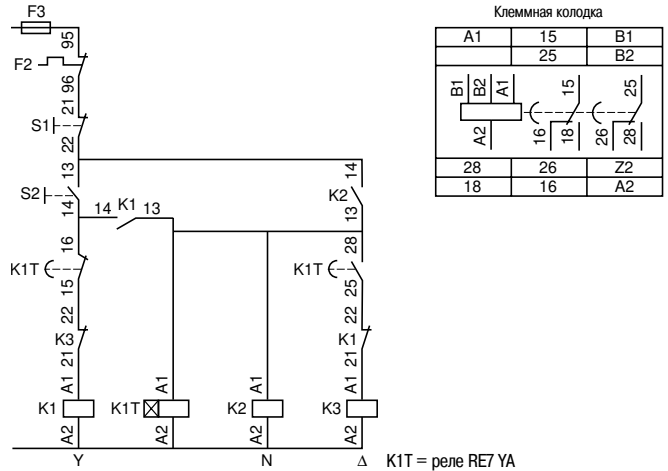 F3
Клеммная колодка
95
A1 15 B1
25 B2
F2
96
21
S1
22
B1 B2 A1 15 25
A2 16 18 26 28
13 14
28 26 Z2
18 16 A2
S2 K2
14 14 K1 13 13
16 28
K1T K1T
15 25
22 22
K3 K1
21 21
A1 A1 A1 A1
K1 K1T K2 K3
A2 A2 A2 A2
Y N Δ K1T = реле RE7 YA